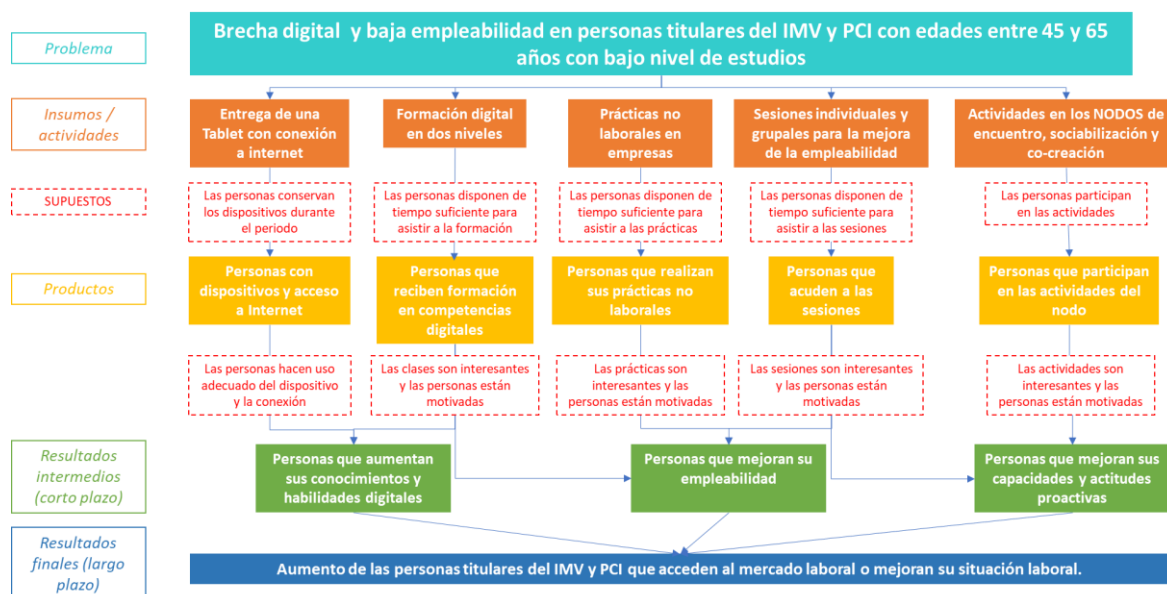 Problema
Brecha digital y baja empleabilidad en personas titulares del IMV y PCI con edades entre 45 y 65
años con bajo nivel de estudios
Insumos /
actividades
Entrega de una
Tablet con conexión
a internet
Formación digital
en dos niveles
Prácticas no
laborales en
empresas
Sesiones individuales y
grupales para la mejora
de la empleabilidad
Actividades en los NODOS de
encuentro, sociabilización y
co-creación
SUPUESTOS
Las personas conservan
los dispositivos durante
el periodo
Las personas disponen de
tiempo suficiente para
asistir a la formación
Las personas disponen de
tiempo suficiente para
asistir a las prácticas
Las personas disponen de
tiempo suficiente para
asistir a las sesiones
Las personas participan
en las actividades
Productos
Personas con
dispositivos y acceso
a Internet
Personas que
reciben formación
en competencias
digitales
Personas que realizan
sus prácticas no
laborales
Personas que
acuden a las
sesiones
Personas que participan
en las actividades del
nodo
Las personas hacen uso
adecuado del dispositivo
y la conexión
Las clases son interesantes
y las personas están
motivadas
Las prácticas son
interesantes y las
personas están motivadas
Las sesiones son interesantes
y las personas están
motivadas
Las actividades son
interesantes y las
personas están motivadas
Resultados
intermedios
(corto plazo)
Personas que aumentan
sus conocimientos y
habilidades digitales
Personas que mejoran su
empleabilidad
Personas que mejoran sus
capacidades y actitudes
proactivas
Resultados
finales (largo
plazo)
Aumento de las personas titulares del IMV y PCI que acceden al mercado laboral o mejoran su situación laboral.